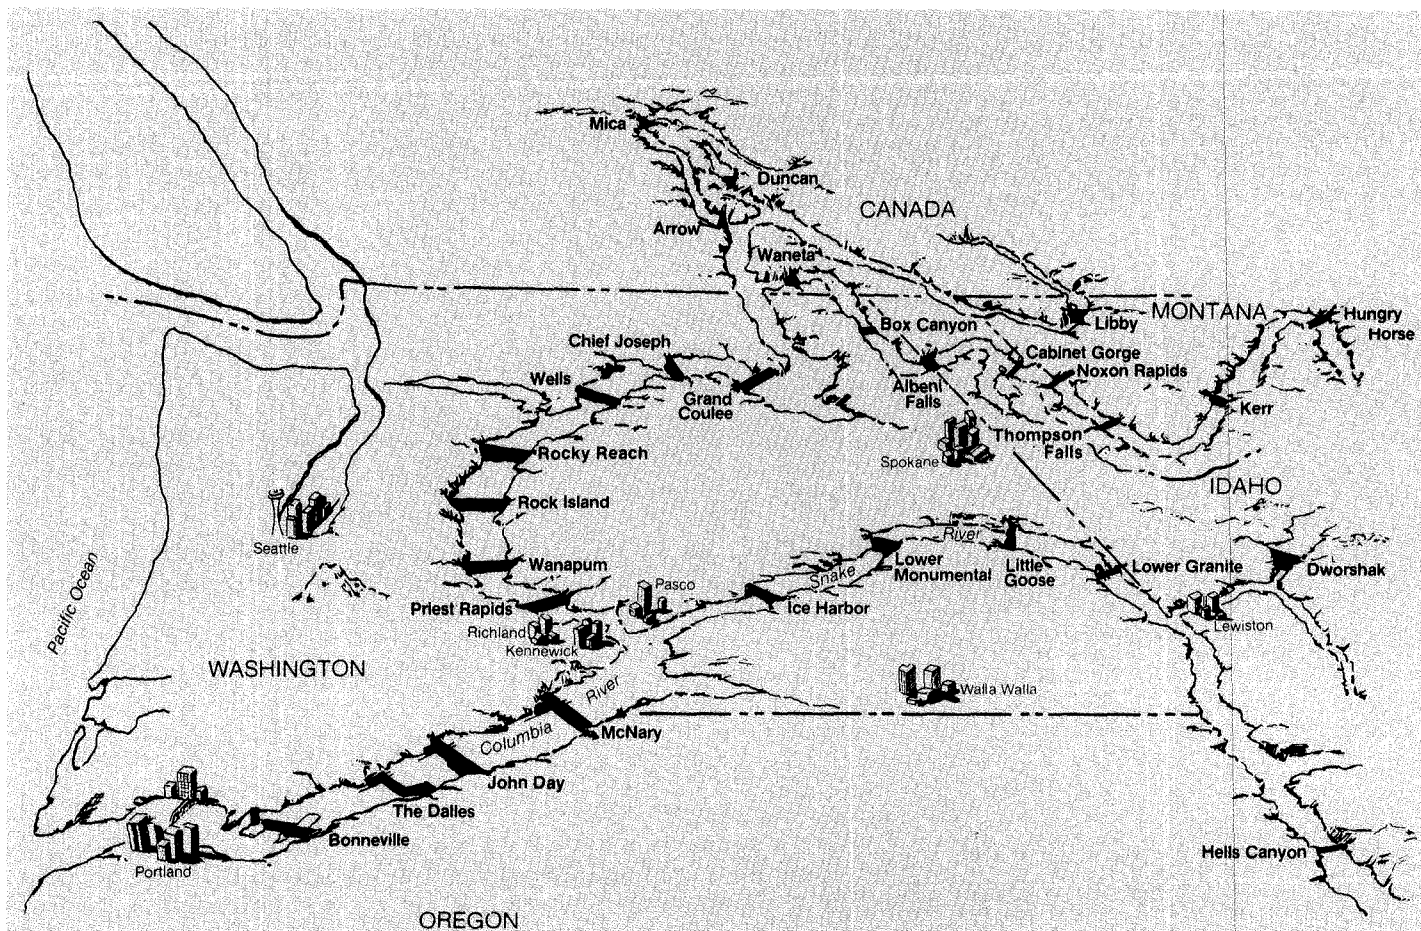 Mica
Duncan
CANADA
Arrow
Waneta
MONTANA
Hungry
Horse
Libby
Box Canyon
Chief Joseph
Cabinet Gorge
Noxon Rapids
Wells
Grand
Coulee
Albeni
Falls
Kerr
Thompson
Falls
Rocky Reach
Spokane
IDAHO
Rock Island
Seattle
River
Lower
Monumental
Little
Goose
Lower Granite
Dworshak
Wanapum
Snake
Pasco
Priest Rapids
Ice Harbor
Richland
Kennewick
Lewiston
Pacific Ocean
WASHINGTON
Walla Walla
Columbia River
McNary
John Day
The Dalles
Bonneville
Portland
Hells Canyon
OREGON